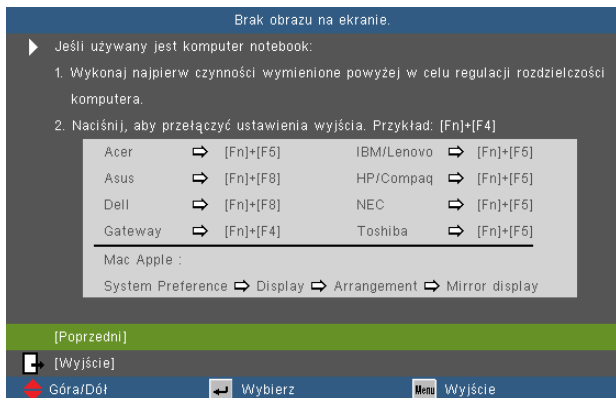 Brak obrazu na ekranie.
Jeśli używany jest komputer notebook:
1. Wykonaj najpierw czynności wymienione powyżej w celu regulacji rozdzielczości
komputera.
2. Naciśnij, aby przełączyć ustawienia wyjścia. Przykład: [Fn]+[F4]
Acer ⇨ [Fn]+[F5] IBM/Lenovo ⇨ [Fn]+[F5]
Asus ⇨ [Fn]+[F8] HP/Compaq ⇨ [Fn]+[F5]
Dell ⇨ [Fn]+[F8] NEC ⇨ [Fn]+[F5]
Gateway ⇨ [Fn]+[F4] Toshiba ⇨ [Fn]+[F5]
Mac Apple :
System Preference ⇨ Display ⇨ Arrangement ⇨ Mirror display
[Poprzedni]
[Wyjście]
Góra/Dół Wybierz Menu Wyjście